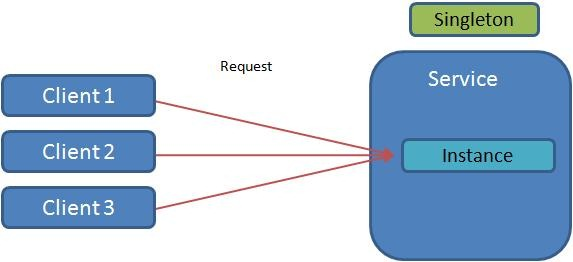 Singleton
Request
Service
Client 1
Client 2
Instance
Client 3